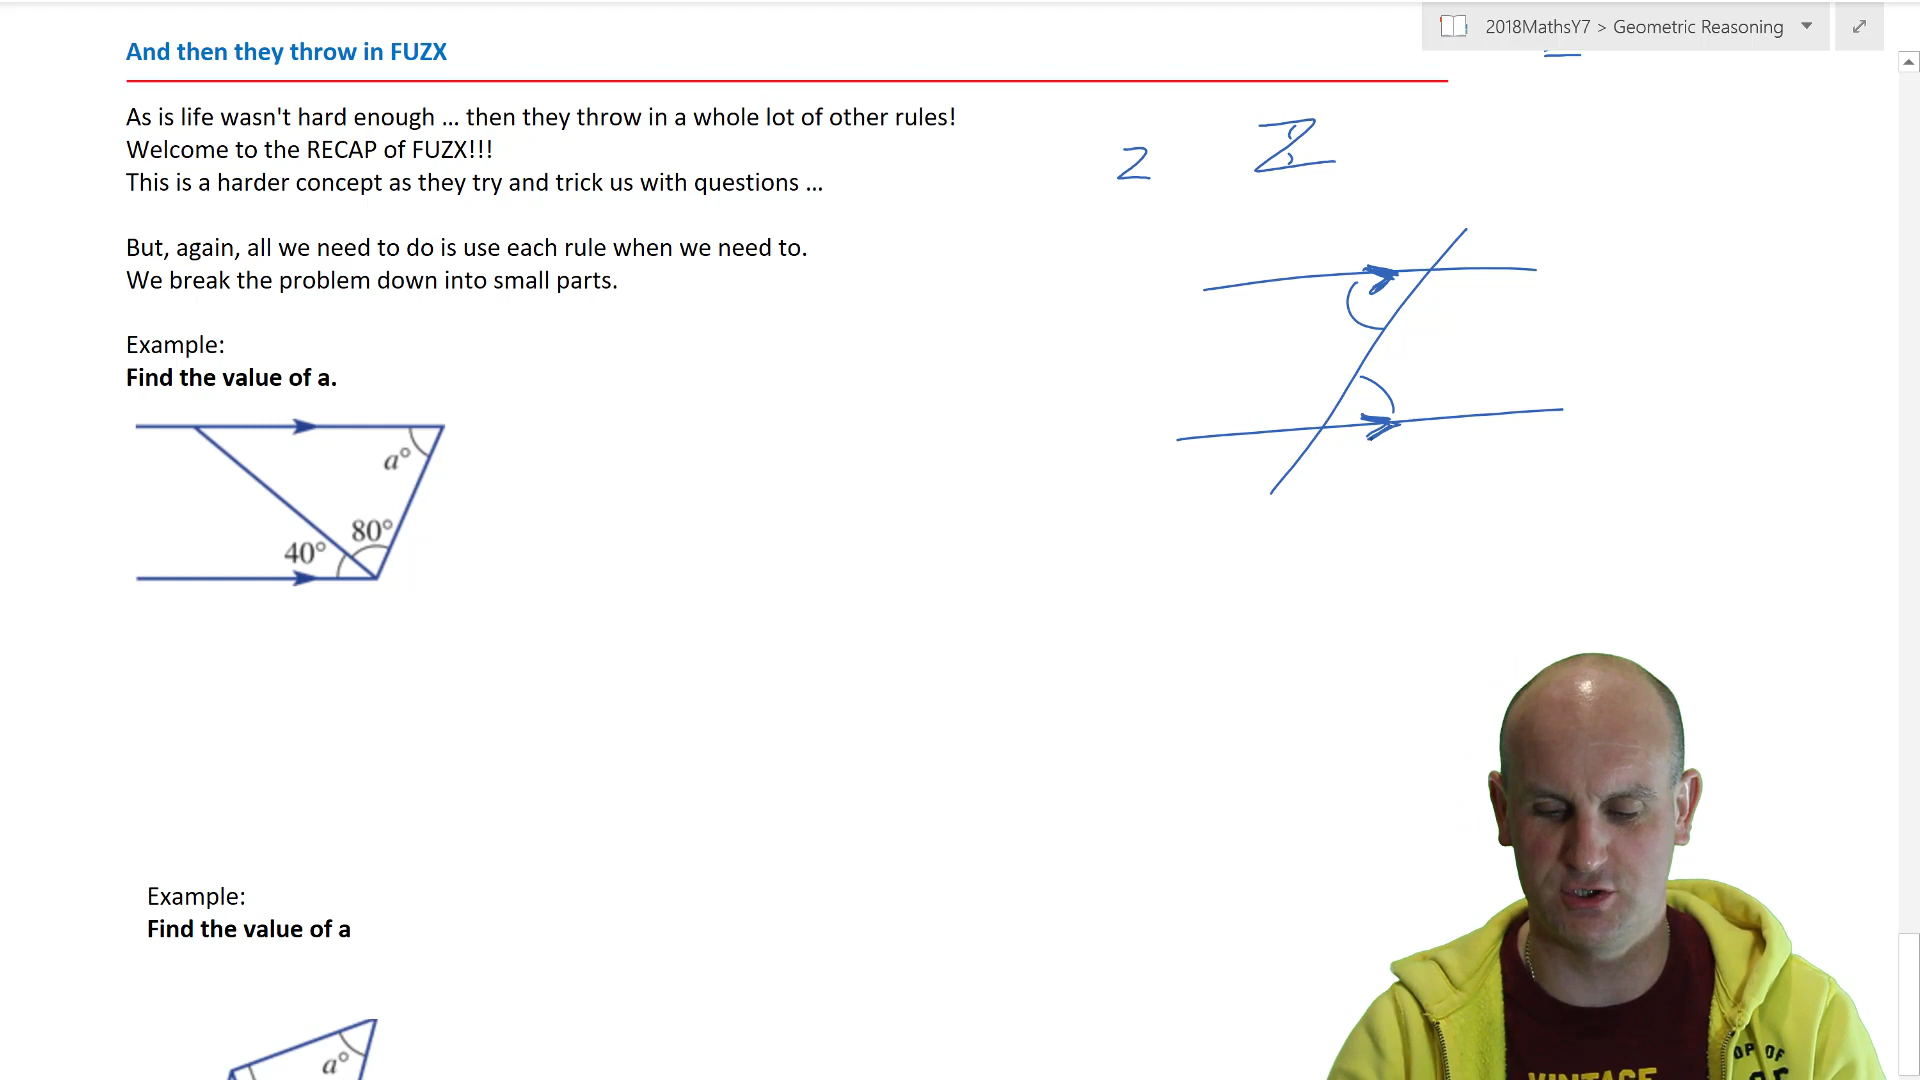 2018MathsY7 > Geometric Reasoning
And then they throw in FUZX
As is life wasn't hard enough ... then they throw in a whole lot of other rules!
Welcome to the RECAP of FUZX!!!
This is a harder concept as they try and trick us with questions ...
Z Z
But, again, all we need to do is use each rule when we need to.
We break the problem down into small parts.
Example:
Find the value of a.
a°
80°
40°
Example:
Find the value of a
a°
OP OF
VINTAGE